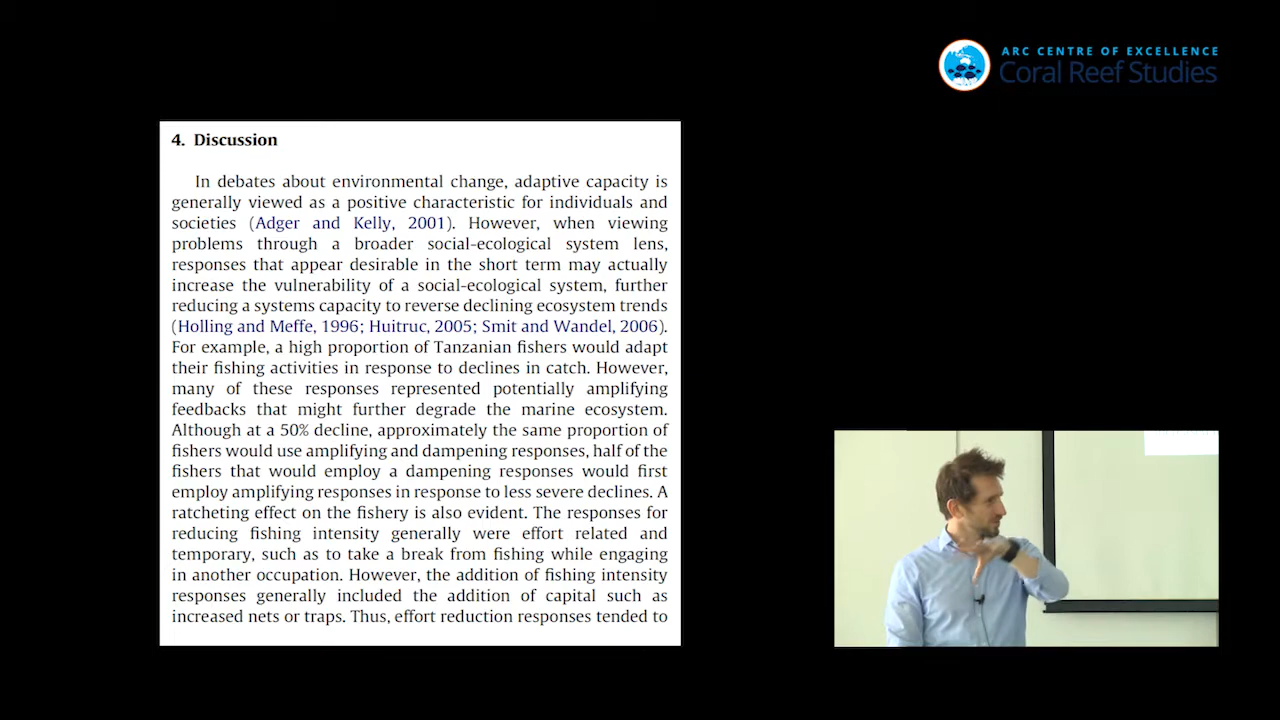 ARC CENTRE OF EXCELLENCE
Coral Reef Studies
4. Discussion
In debates about environmental change, adaptive capacity is
generally viewed as a positive characteristic for individuals and
societies (Adger and Kelly, 2001). However, when viewing
problems through a broader social-ecological system lens,
responses that appear desirable in the short term may actually
increase the vulnerability of a social-ecological system, further
reducing a systems capacity to reverse declining ecosystem trends
(Holling and Meffe, 1996; Huitruc, 2005; Smit and Wandel, 2006).
For example, a high proportion of Tanzanian fishers would adapt
their fishing activities in response to declines in catch. However,
many of these responses represented potentially amplifying
feedbacks that might further degrade the marine ecosystem.
Although at a 50% decline, approximately the same proportion of
fishers would use amplifying and dampening responses, half of the
fishers that would employ a dampening responses would first
employ amplifying responses in response to less severe declines. A
ratcheting effect on the fishery is also evident. The responses for
reducing fishing intensity generally were effort related and
temporary, such as to take a break from fishing while engaging
in another occupation. However, the addition of fishing intensity
responses generally included the addition of capital such as
increased nets or traps. Thus, effort reduction responses tended to